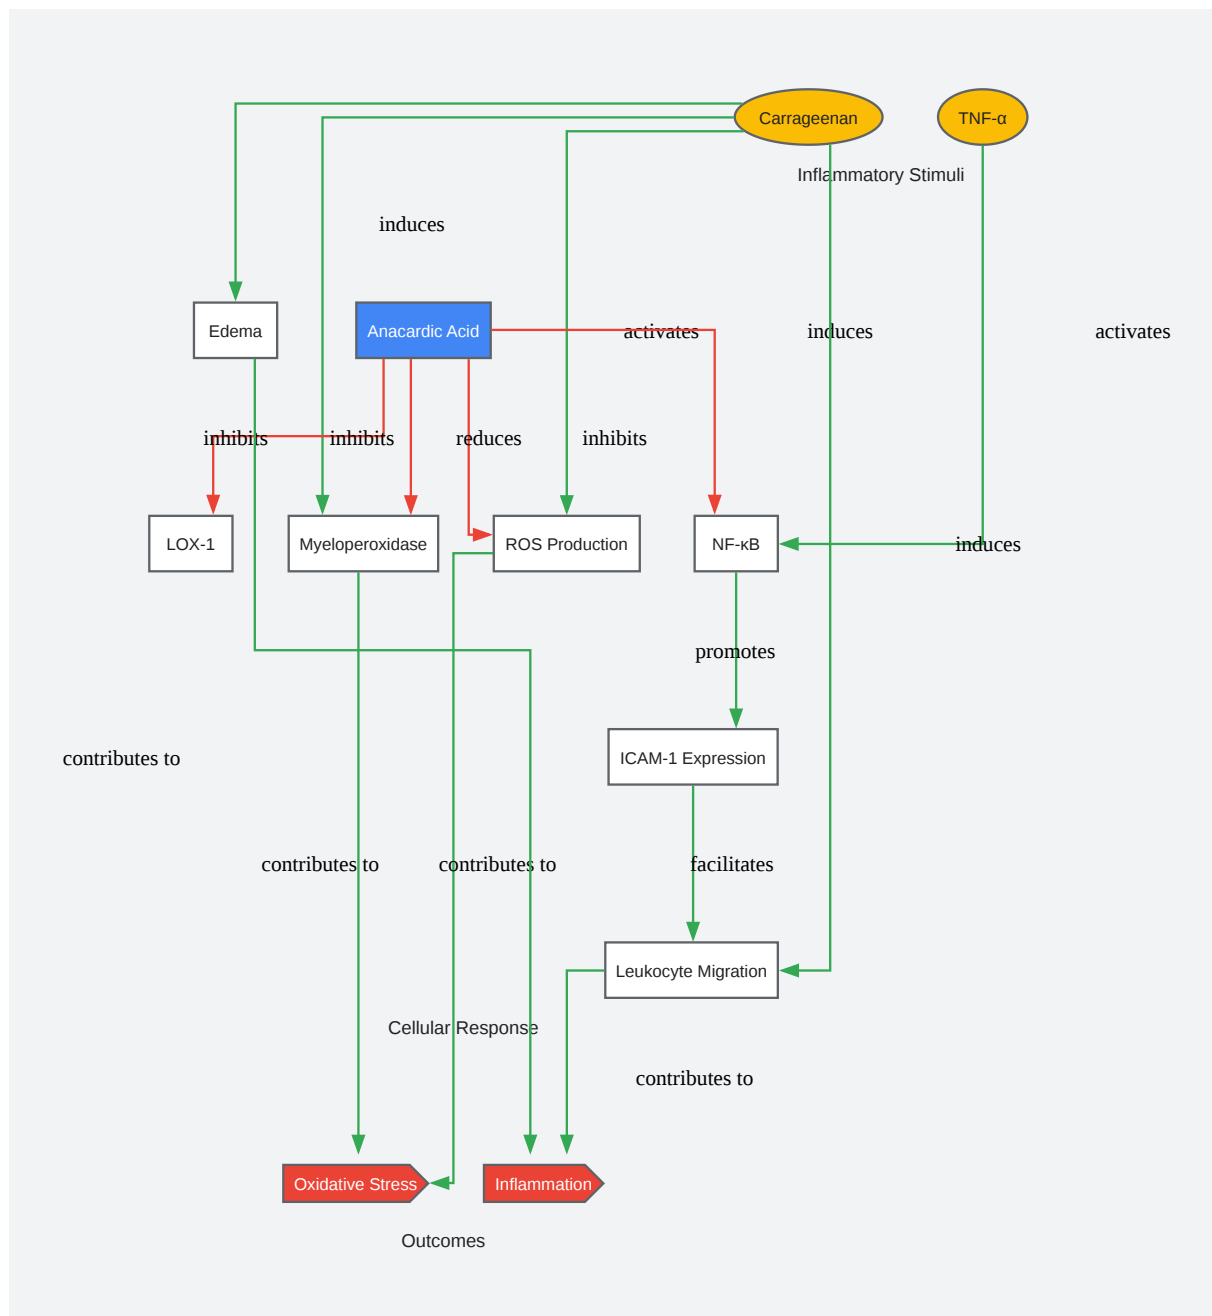 Carrageenan
TNF-α
Inflammatory Stimuli
induces
Edema
Anacardic Acid
activates
induces
activates
inhibits
inhibits
reduces
inhibits
LOX-1
Myeloperoxidase
ROS Production
NF-κB
induces
promotes
contributes to
ICAM-1 Expression
contributes to
contributes to
facilitates
Leukocyte Migration
Cellular Response
contributes to
Oxidative Stress
Inflammation
Outcomes